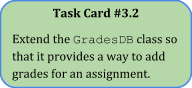 Task Card #3.2
Extend the GradesDB class so
that it provides a way to add
grades for an assignment.